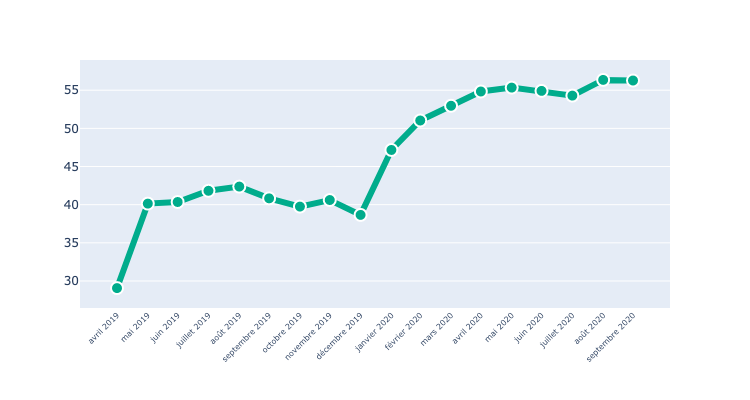 55
50
45
40
35
30
avril 2019
mai 2019
juin 2019
juillet 2019
août 2019
septembre 2019
octobre 2019
novembre 2019
décembre 2019
janvier 2020
février 2020
mars 2020
avril 2020
mai 2020
juin 2020
juillet 2020
août 2020
septembre 2020